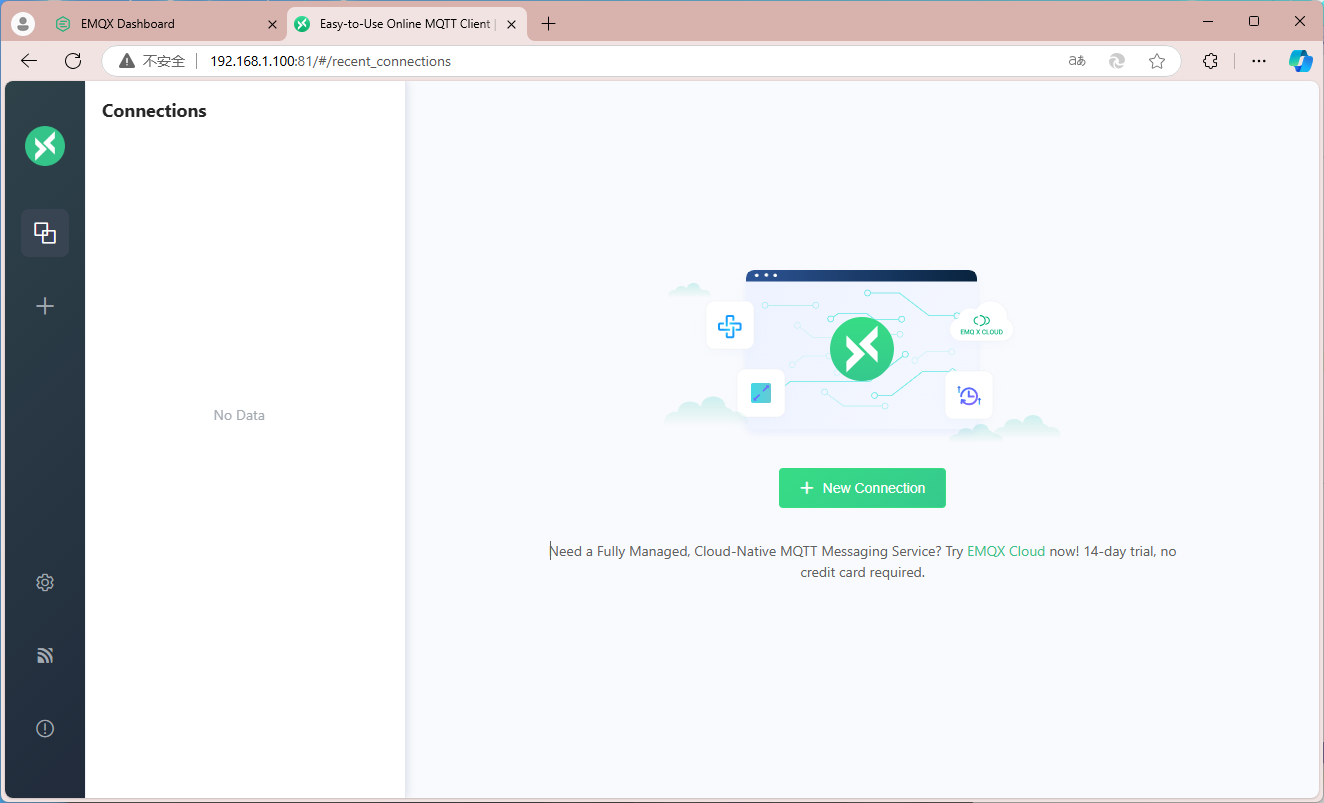 EMQX Dashboard
Easy-to-Use Online MQTT Client |
不安全
192.168.1.100:81/#/recent_connections
aあ
Connections
No Data
EMQ X CLOUD
New Connection
Need a Fully Managed, Cloud-Native MQTT Messaging Service? Try EMQX Cloud now! 14-day trial, no
credit card required.